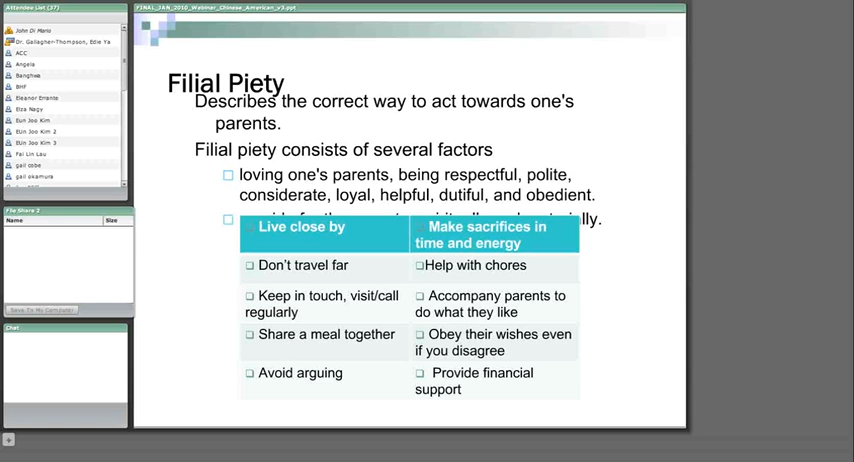 Attendee List (37)
John Di Mario
Dr. Gallagher-Thompson, Edie Ya
ACC
Angela
Banghwa
BHF
Eleanor Errante
Elza Nagy
EUn Joo Kim
EUn Joo Kim 2
EUn Joo Kim 3
Fai Lin Lau
gail cobe
gail okamura
File Share 2
Name Size
Save To My Computer
Chat
FINAL_JAN_2010_Webinar_Chinese_American_v3.ppt
Filial Piety
Describes the correct way to act towards one's
parents.
Filial piety consists of several factors
loving one's parents, being respectful, polite,
considerate, loyal, helpful, dutiful, and obedient.
Live close by
Make sacrifices in
time and energy
Don't travel far
Help with chores
Keep in touch, visit/call
regularly
Accompany parents to
do what they like
Share a meal together
Obey their wishes even
if you disagree
Avoid arguing
Provide financial
support